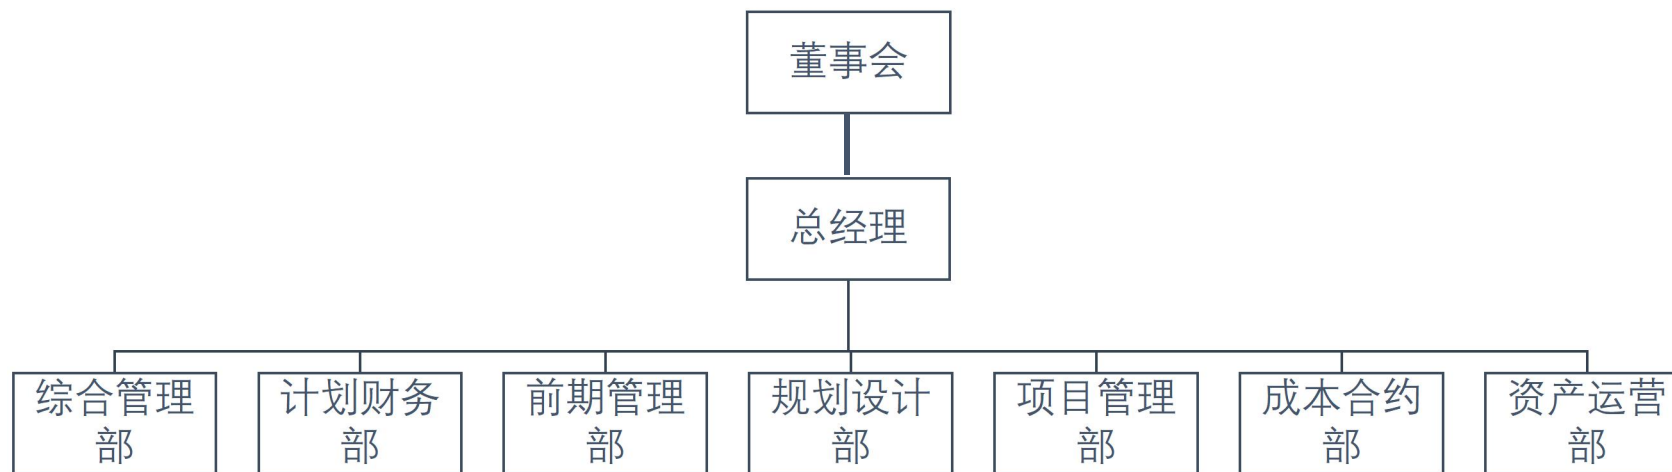 董事会
总经理
综合管理
部
计划财务
部
前期管理
部
规划设计
部
项目管理
部
成本合约
部
资产运营
部